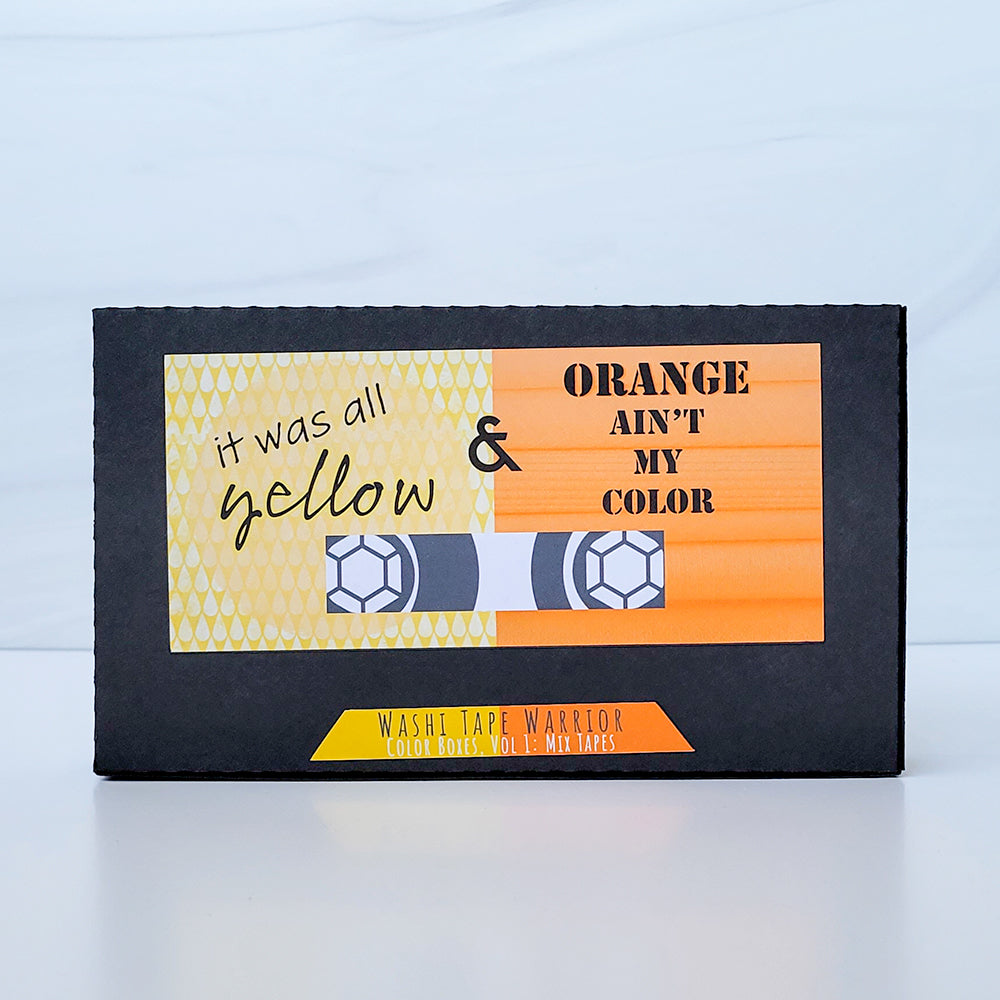 it was all
yellow
&
ORANGE
AIN'T
MY
COLOR
WASHI TAPE WARRIOR
COLOR BOXES, VOL 1: MIX TAPES